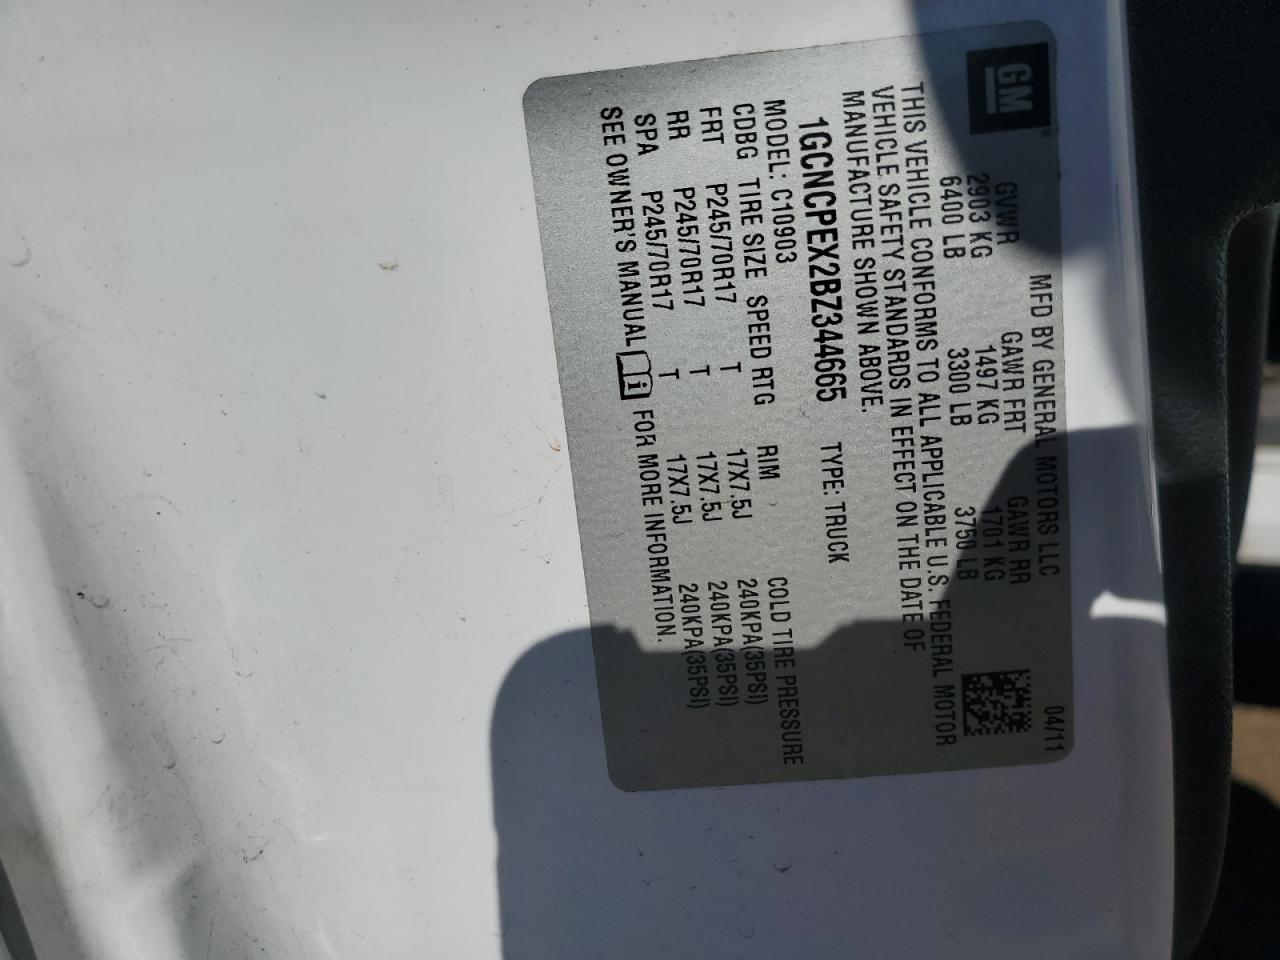 GM
MFD BY GENERAL MOTORS LLC 04/11
GVWR GAWR FRT GAWR RR
2903 KG 1497 KG 1701 KG
6400 LB 3300 LB 3750 LB
THIS VEHICLE CONFORMS TO ALL APPLICABLE U.S. FEDERAL MOTOR
VEHICLE SAFETY STANDARDS IN EFFECT ON THE DATE OF
MANUFACTURE SHOWN ABOVE.
1GCNCPEX2BZ344665 TYPE: TRUCK
MODEL: C10903
CDBG TIRE SIZE SPEED RTG RIM COLD TIRE PRESSURE
FRT P245/70R17 T 17X7.5J 240KPA(35PSI)
RR P245/70R17 T 17X7.5J 240KPA(35PSI)
SPA P245/70R17 T 17X7.5J 240KPA(35PSI)
SEE OWNER'S MANUAL i FOR MORE INFORMATION.